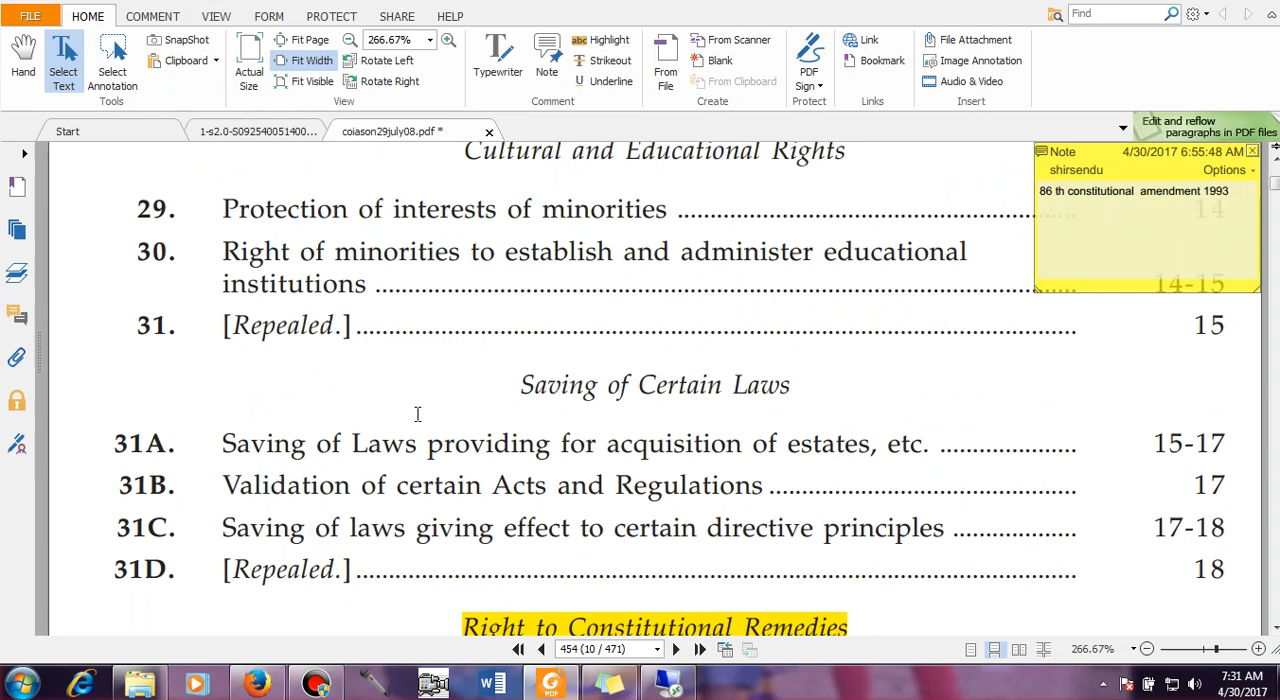 FILE HOME COMMENT VIEW FORM PROTECT SHARE HELP Find
Hand
Select Text
Select Annotation
SnapShot
Clipboard
Tools
Actual Size
Fit Page
Fit Width
Fit Visible
266.67%
Rotate Left
Rotate Right
View
Typewriter
Note
Highlight
Strikeout
Underline
Comment
From File
From Scanner
Blank
From Clipboard
Create
PDF Sign
Protect
Link
Bookmark
Links
File Attachment
Image Annotation
Audio & Video
Insert
Start
1-s2.0-S092540051400...
coiason29july08.pdf *
Edit and reflow
paragraphs in PDF files
Cultural and Educational Rights
Note 4/30/2017 6:55:48 AM
shirsendu Options
86 th constitutional amendment 1993
29. Protection of interests of minorities .......... 14
30. Right of minorities to establish and administer educational
institutions .......... 14-15
31. [Repealed.] .......... 15
Saving of Certain Laws
31A. Saving of Laws providing for acquisition of estates, etc. .......... 15-17
31B. Validation of certain Acts and Regulations .......... 17
31C. Saving of laws giving effect to certain directive principles .......... 17-18
31D. [Repealed.] .......... 18
Right to Constitutional Remedies
454 (10 / 471) 266.67%
7:31 AM
4/30/2017